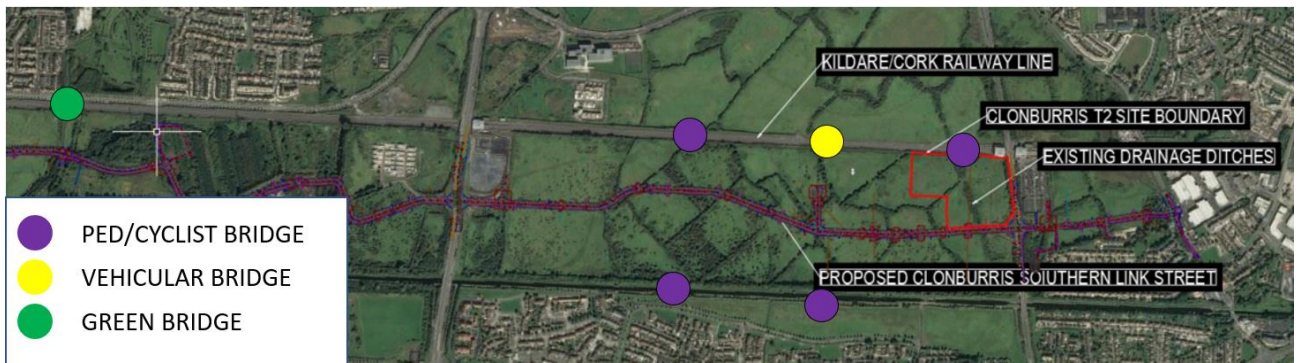 KILDARE/CORK RAILWAY LINE
CLONBURRIS T2 SITE BOUNDARY
EXISTING DRAINAGE DITCHES
PROPOSED CLONBURRIS SOIUTHERN LINK STREET
PED/CYCLIST BRIDGE
VEHICULAR BRIDGE
GREEN BRIDGE